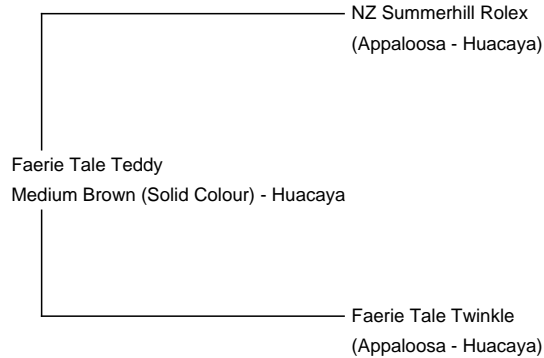 NZ Summerhill Rolex
(Appaloosa - Huacaya)
Faerie Tale Teddy
Medium Brown (Solid Colour) - Huacaya
Faerie Tale Twinkle
(Appaloosa - Huacaya)